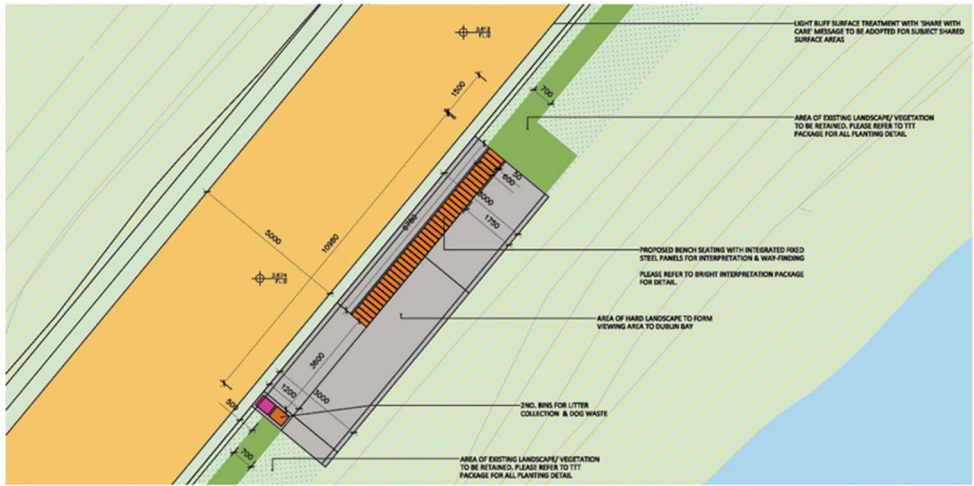 LIGHT BUFF SURFACE TREATMENT WITH 'SHARE WITH
CARE' MESSAGE TO BE ADOPTED FOR SUBJECT SHARED
SURFACE AREAS
700
1500
AREA OF EXISTING LANDSCAPE/ VEGETATION
TO BE RETAINED. PLEASE REFER TO TTT
PACKAGE FOR ALL PLANTING DETAIL
50
600
1750
5000
10980
PROPOSED BENCH SEATING WITH INTEGRATED FIXED
STEEL PANELS FOR INTERPRETATION & WAY-FINDING
PLEASE REFER TO BRIGHT INTERPRETATION PACKAGE
FOR DETAIL.
AREA OF HARD LANDSCAPE TO FORM
VIEWING AREA TO DUBLIN BAY
3600
1200
3000
500
2NO. BINS FOR LITTER
COLLECTION & DOG WASTE
700
AREA OF EXISTING LANDSCAPE/ VEGETATION
TO BE RETAINED. PLEASE REFER TO TTT
PACKAGE FOR ALL PLANTING DETAIL